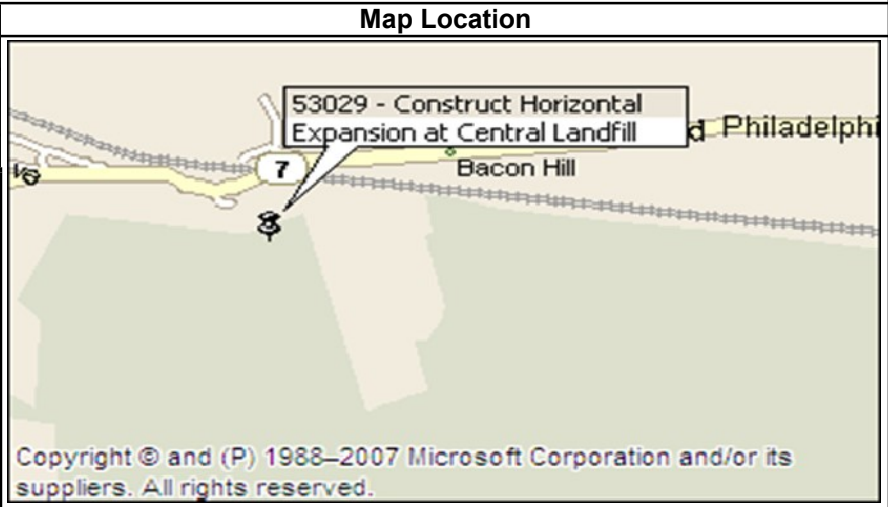 Map Location
53029 - Construct Horizontal
Expansion at Central Landfill
d Philadelphi
7
Bacon Hill
Copyright © and (P) 1988–2007 Microsoft Corporation and/or its
suppliers. All rights reserved.